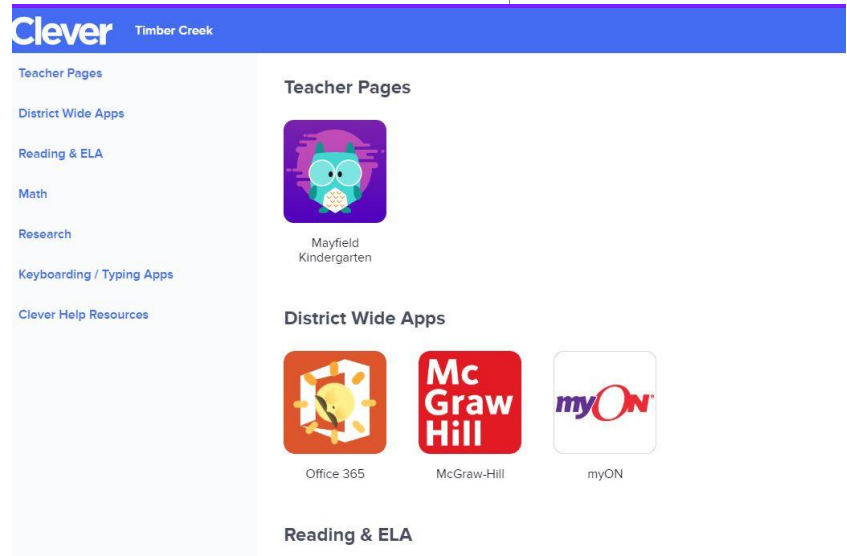 Clever Timber Creek
Teacher Pages
District Wide Apps
Reading & ELA
Math
Research
Keyboarding / Typing Apps
Clever Help Resources
Teacher Pages
Mayfield
Kindergarten
District Wide Apps
Mc
Graw
Hill
myON
Office 365
McGraw-Hill
myON
Reading & ELA